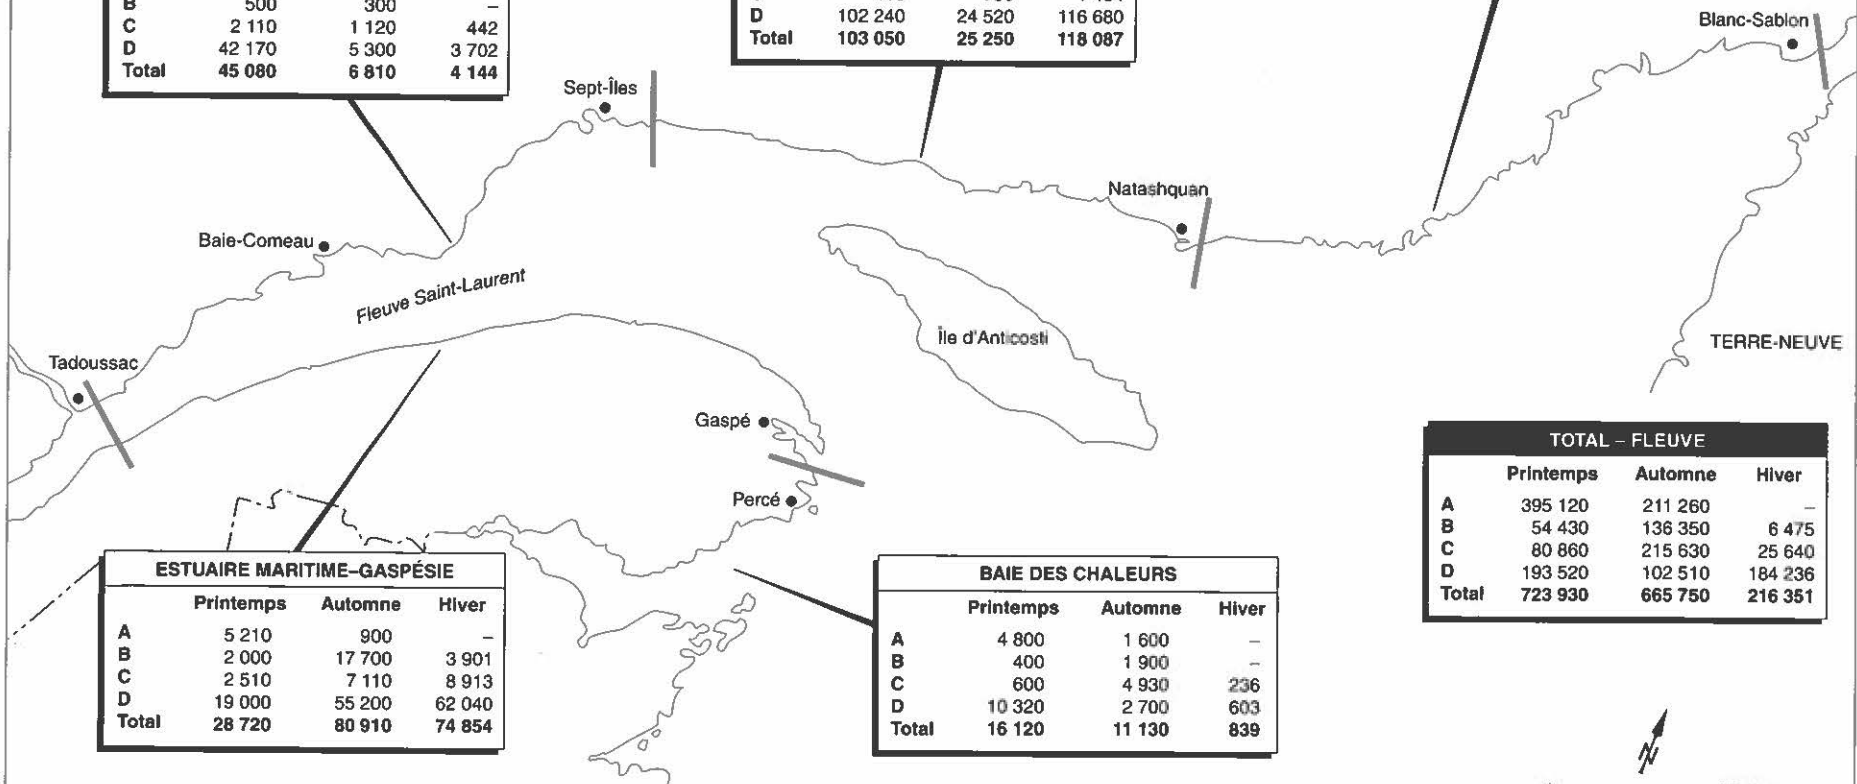 B 500 300 –
C 2 110 1 120 442
D 42 170 5 300 3 702
Total 45 080 6 810 4 144
D 102 240 24 520 116 680
Total 103 050 25 250 118 087
Blanc-Sablon
Sept-Îles
Natashquan
Baie-Comeau
Fleuve Saint-Laurent
Île d'Anticosti
TERRE-NEUVE
Tadoussac
Gaspé
Percé
TOTAL – FLEUVE
Printemps Automne Hiver
A 395 120 211 260 –
B 54 430 136 350 6 475
C 80 860 215 630 25 640
D 193 520 102 510 184 236
Total 723 930 665 750 216 351
ESTUAIRE MARITIME–GASPÉSIE
Printemps Automne Hiver
A 5 210 900 –
B 2 000 17 700 3 901
C 2 510 7 110 8 913
D 19 000 55 200 62 040
Total 28 720 80 910 74 854
BAIE DES CHALEURS
Printemps Automne Hiver
A 4 800 1 600 –
B 400 1 900 –
C 600 4 930 236
D 10 320 2 700 603
Total 16 120 11 130 839
N